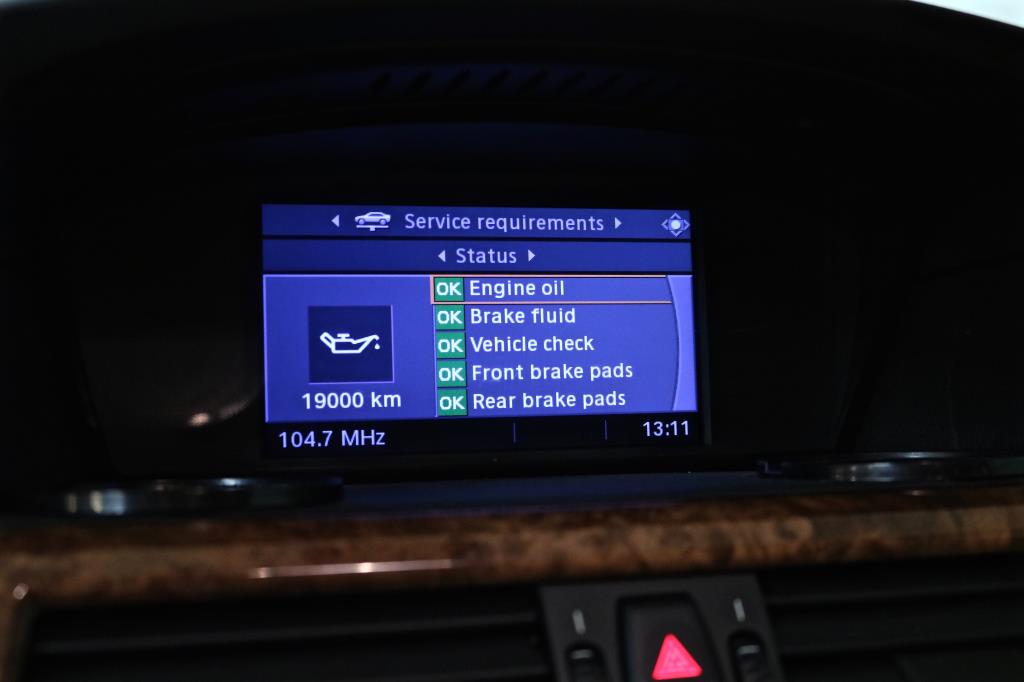 Service requirements
Status
OK Engine oil
OK Brake fluid
OK Vehicle check
OK Front brake pads
OK Rear brake pads
19000 km
104.7 MHz
13:11